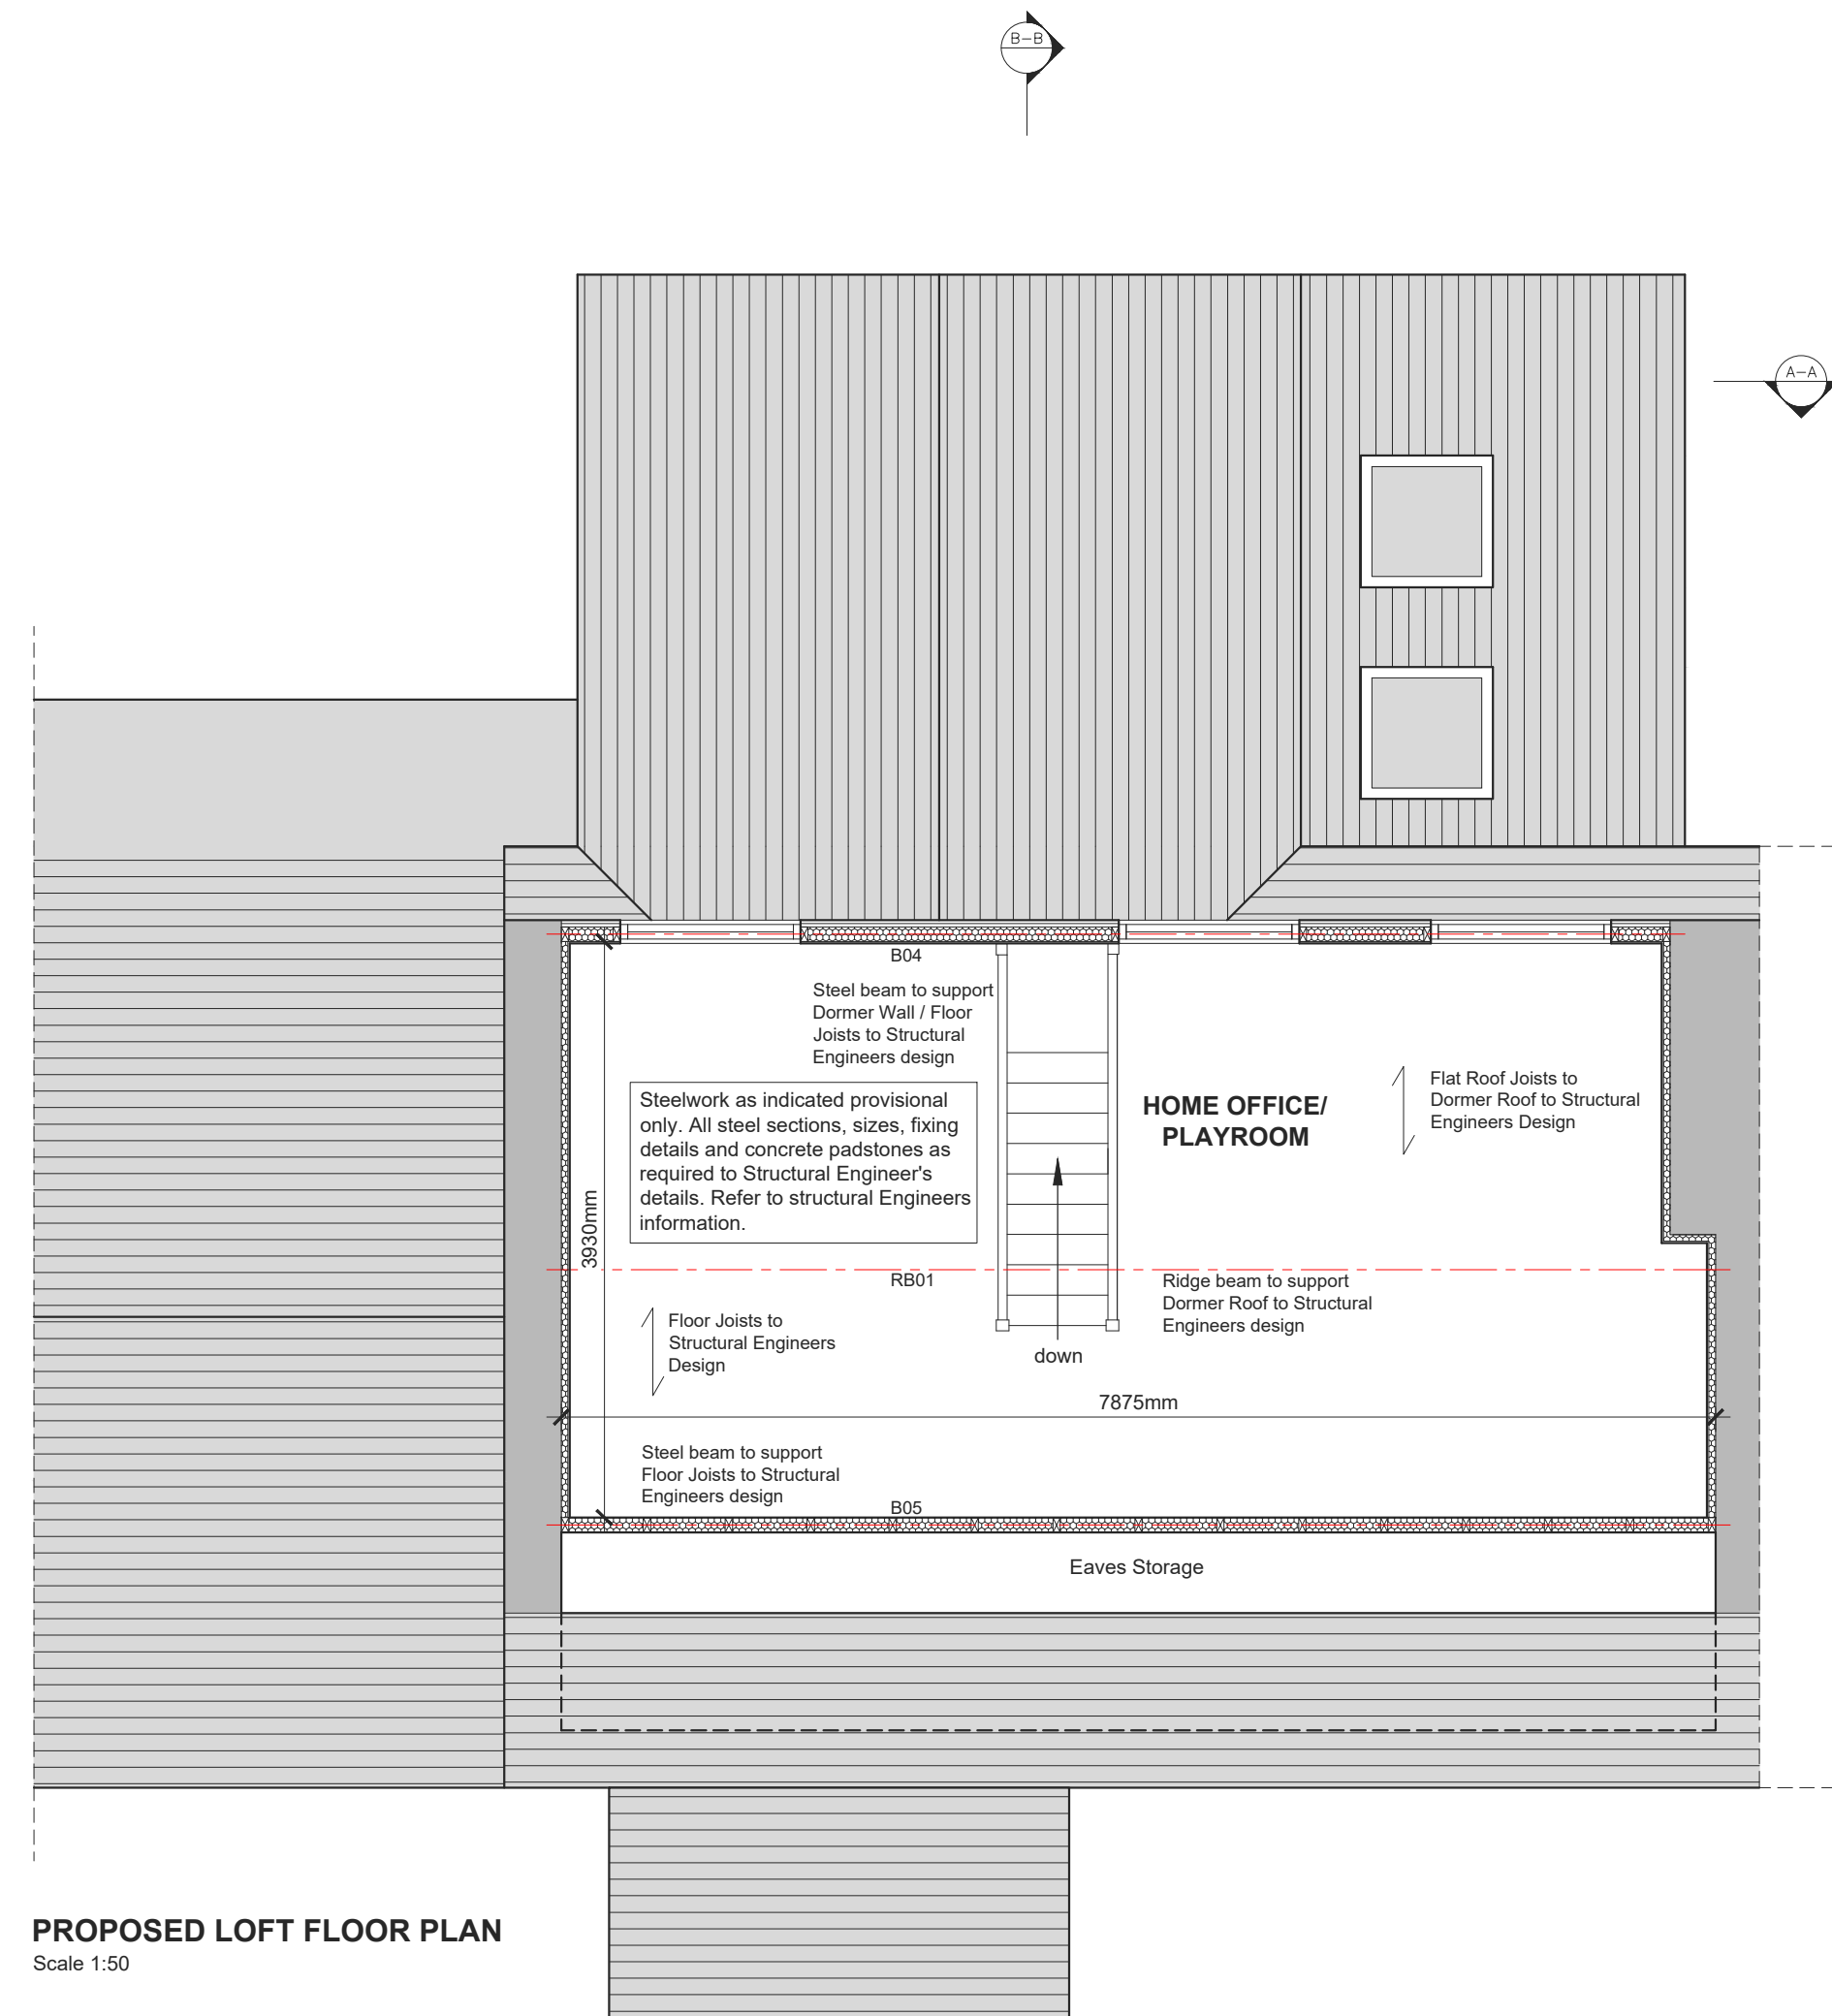 B-B
A-A
B04
Steel beam to support
Dormer Wall / Floor
Joists to Structural
Engineers design
Steelwork as indicated provisional
only. All steel sections, sizes, fixing
details and concrete padstones as
required to Structural Engineer's
details. Refer to structural Engineers
information.
HOME OFFICE/
PLAYROOM
Flat Roof Joists to
Dormer Roof to Structural
Engineers Design
3930mm
RB01
Ridge beam to support
Dormer Roof to Structural
Engineers design
Floor Joists to
Structural Engineers
Design
down
7875mm
Steel beam to support
Floor Joists to Structural
Engineers design
B05
Eaves Storage
PROPOSED LOFT FLOOR PLAN
Scale 1:50